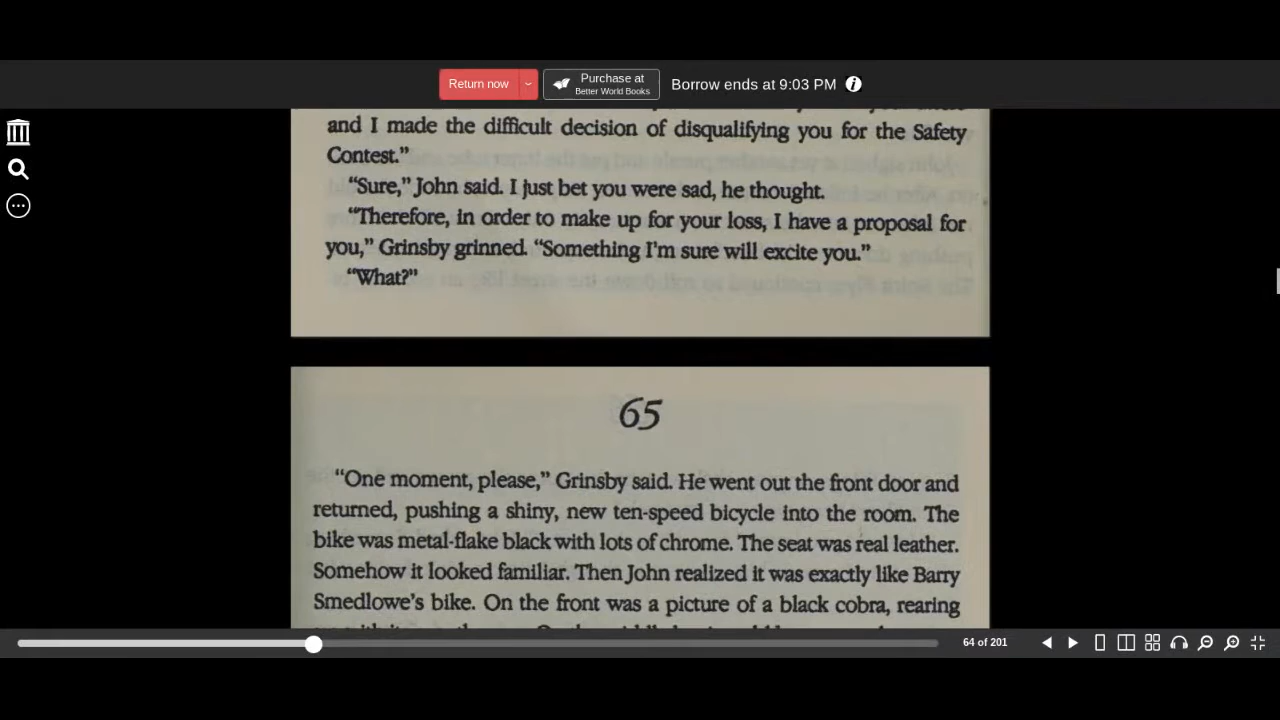 Return now
Purchase at
Better World Books
Borrow ends at 9:03 PM
and I made the difficult decision of disqualifying you for the Safety
Contest.”
“Sure,” John said. I just bet you were sad, he thought.
“Therefore, in order to make up for your loss, I have a proposal for
you,” Grinsby grinned. “Something I'm sure will excite you.”
“What?”
65
“One moment, please,” Grinsby said. He went out the front door and
returned, pushing a shiny, new ten-speed bicycle into the room. The
bike was metal-flake black with lots of chrome. The seat was real leather.
Somehow it looked familiar. Then John realized it was exactly like Barry
Smedlowe’s bike. On the front was a picture of a black cobra, rearing
64 of 201